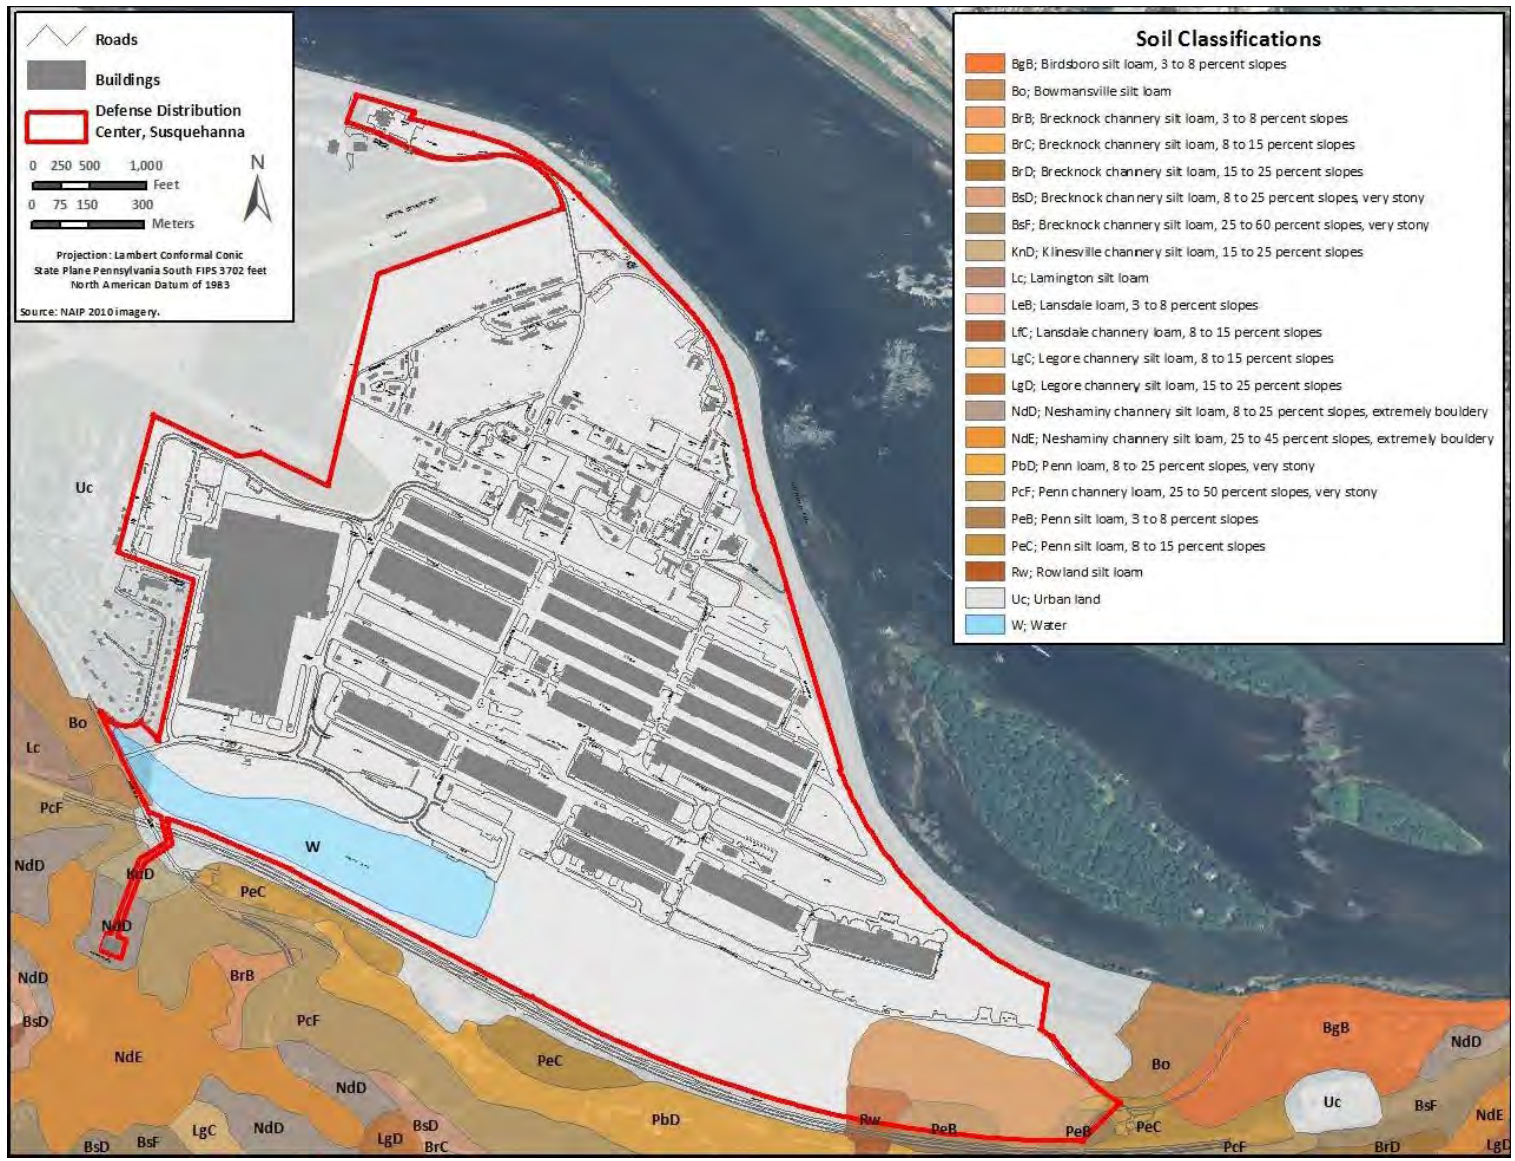 Roads
Buildings
Defense Distribution
Center, Susquehanna
0 250 500 1,000
Feet
0 75 150 300
Meters
N
Projection: Lambert Conformal Conic
State Plane Pennsylvania South FIPS 3702 feet
North American Datum of 1983
Source: NAIP 2010 imagery.
Soil Classifications
BgB; Birdsboro silt loam, 3 to 8 percent slopes
Bo; Bowmansville silt loam
BrB; Brecknock channery silt loam, 3 to 8 percent slopes
BrC; Brecknock channery silt loam, 8 to 15 percent slopes
BrD; Brecknock channery silt loam, 15 to 25 percent slopes
BsD; Brecknock channery silt loam, 8 to 25 percent slopes, very stony
BsF; Brecknock channery silt loam, 25 to 60 percent slopes, very stony
KnD; Klinesville channery silt loam, 15 to 25 percent slopes
Lc; Lamington silt loam
LeB; Lansdale loam, 3 to 8 percent slopes
LfC; Lansdale channery loam, 8 to 15 percent slopes
LgC; Legore channery silt loam, 8 to 15 percent slopes
LgD; Legore channery silt loam, 15 to 25 percent slopes
NdD; Neshaminy channery silt loam, 8 to 25 percent slopes, extremely bouldery
NdE; Neshaminy channery silt loam, 25 to 45 percent slopes, extremely bouldery
PbD; Penn loam, 8 to 25 percent slopes, very stony
PcF; Penn channery loam, 25 to 50 percent slopes, very stony
PeB; Penn silt loam, 3 to 8 percent slopes
PeC; Penn silt loam, 8 to 15 percent slopes
Rw; Rowland silt loam
Uc; Urban land
W; Water
Uc
Bo
Lc
PcF
W
NdD
KnD
PeC
NdD
NdD
BrB
BsD
PcF
NdE
PeC
NdD
BgB
NdD
Bo
Uc
BsF
NdE
PbD
Rw
PeB
PeB
PeC
LgC
NdD
BsD
BsD
BsF
LgD
BrC
PcF
BrD
LgD